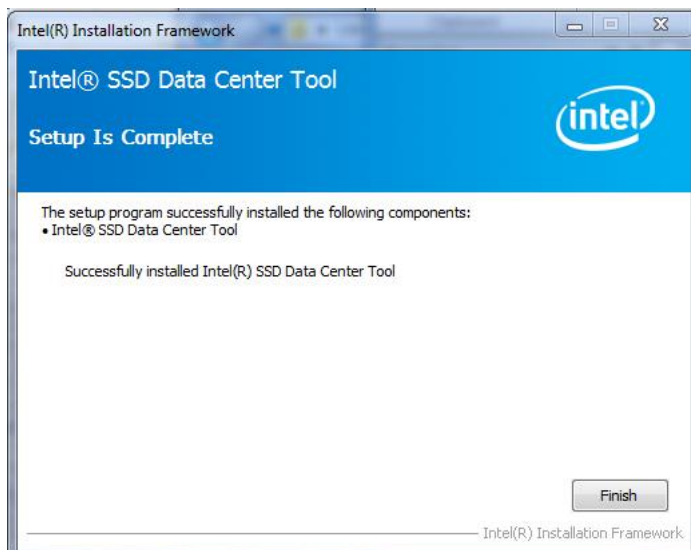 Intel(R) Installation Framework
Intel® SSD Data Center Tool
Setup Is Complete
intel
The setup program successfully installed the following components:
• Intel® SSD Data Center Tool
Successfully installed Intel(R) SSD Data Center Tool
Finish
Intel(R) Installation Framework